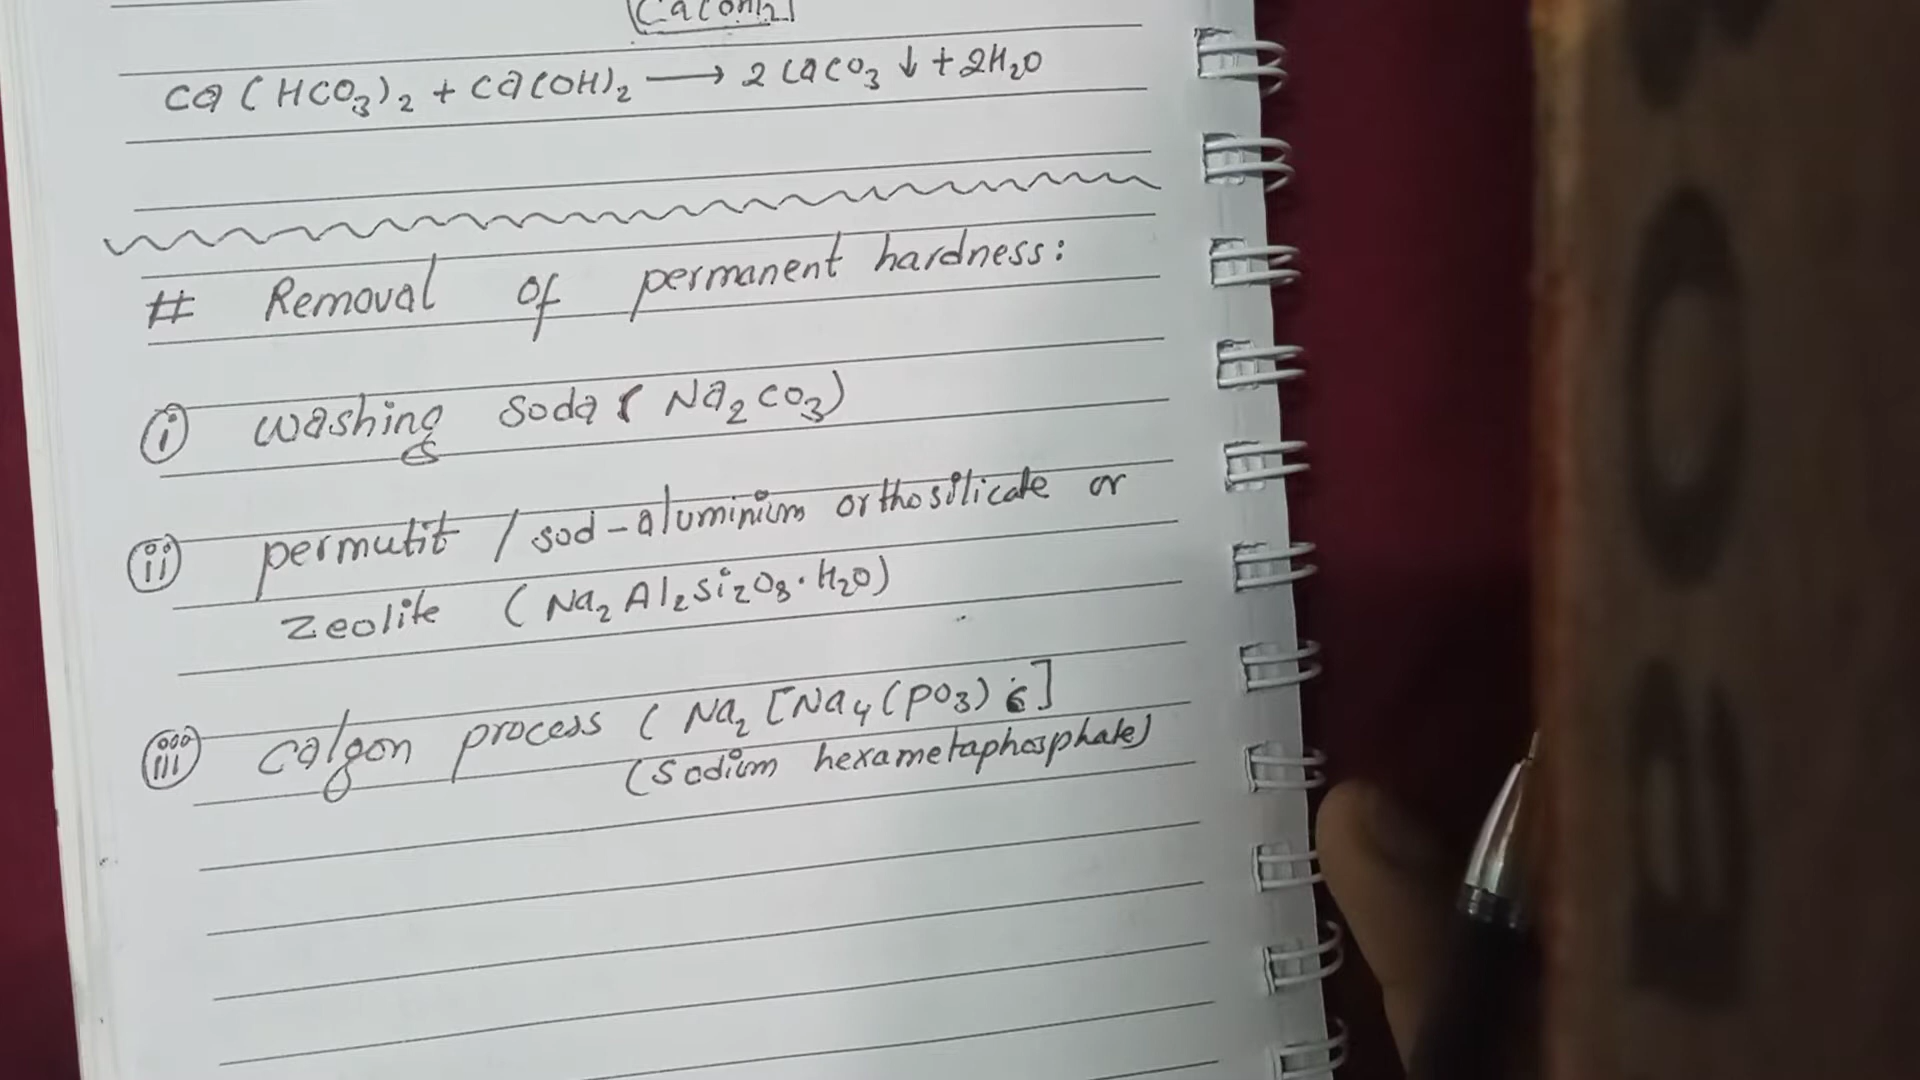 Ca(OH)2
Ca(HCO3)2 + Ca(OH)2 → 2CaCO3 ↓ + 2H2O
# Removal of permanent hardness:
(i) washing soda ( Na2CO3)
(ii) permutit / sod-aluminium orthosilicate or
zeolite ( Na2Al2Si2O8·H2O)
(iii) calgon process ( Na2 [Na4(PO3)6]
(sodium hexametaphosphate)